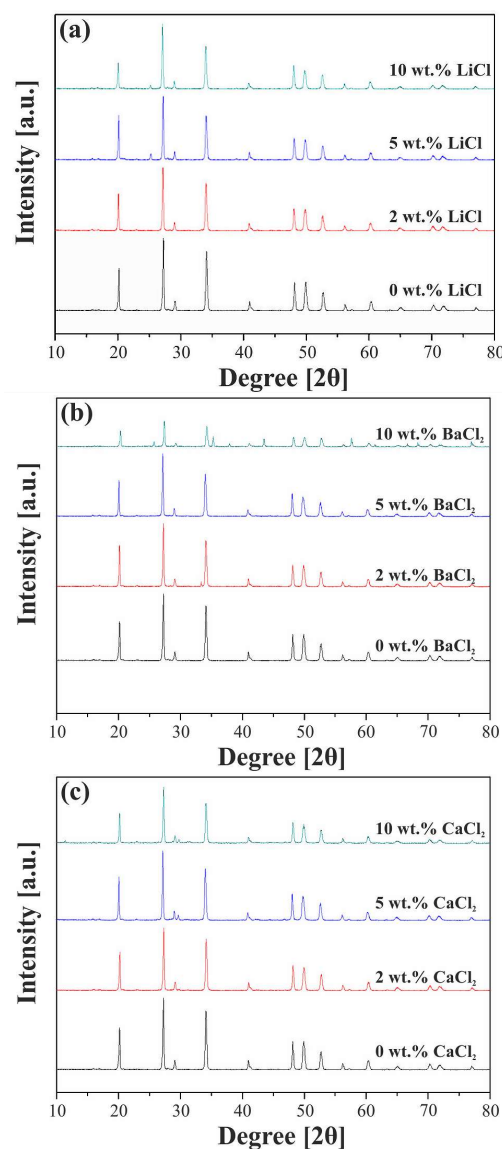 (a)
10 wt.% LiCl
5 wt.% LiCl
2 wt.% LiCl
0 wt.% LiCl
Intensity [a.u.]
10 20 30 40 50 60 70 80
Degree [2θ]
(b)
10 wt.% BaCl₂
5 wt.% BaCl₂
2 wt.% BaCl₂
0 wt.% BaCl₂
Intensity [a.u.]
10 20 30 40 50 60 70 80
Degree [2θ]
(c)
10 wt.% CaCl₂
5 wt.% CaCl₂
2 wt.% CaCl₂
0 wt.% CaCl₂
Intensity [a.u.]
10 20 30 40 50 60 70 80
Degree [2θ]